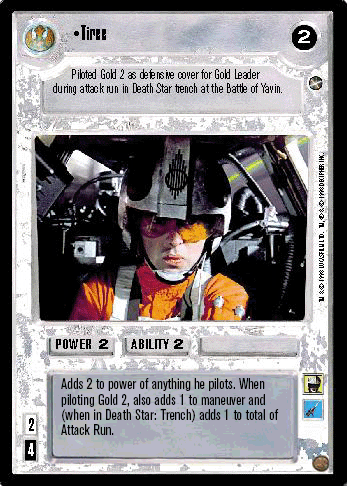 •Tiree
2
Piloted Gold 2 as defensive cover for Gold Leader
during attack run in Death Star trench at the Battle of Yavin.
POWER 2
ABILITY 2
Adds 2 to power of anything he pilots. When
piloting Gold 2, also adds 1 to maneuver and
(when in Death Star: Trench) adds 1 to total of
Attack Run.
2
4